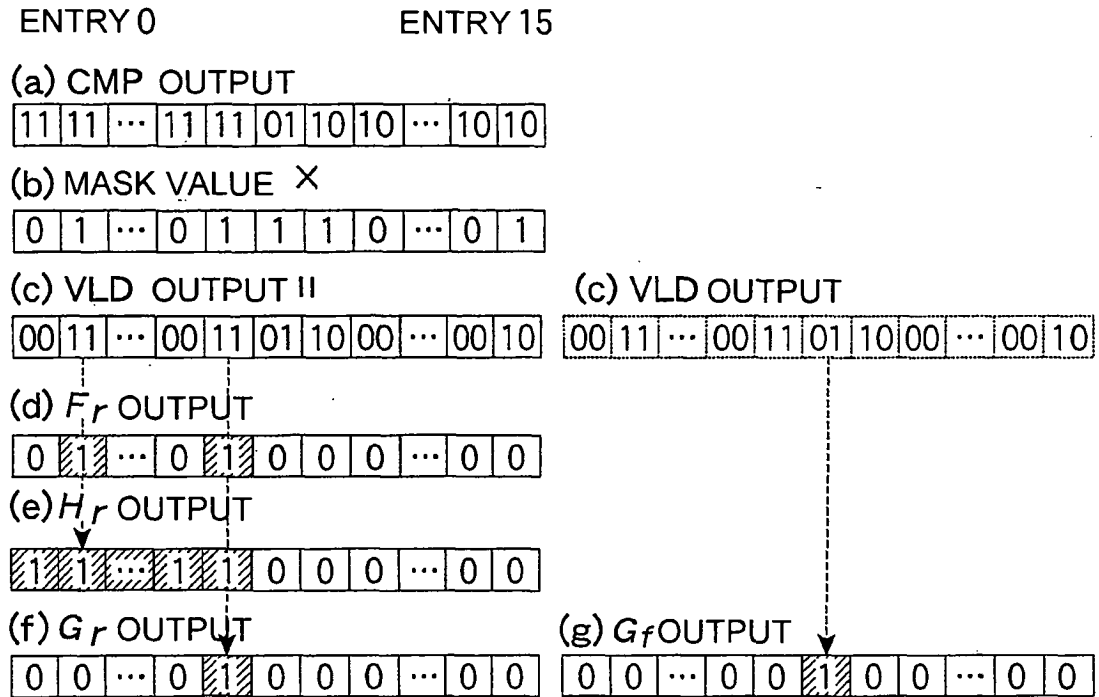 ENTRY 0 ENTRY 15
(a) CMP OUTPUT
11 11 ··· 11 11 01 10 10 ··· 10 10
(b) MASK VALUE ×
0 1 ··· 0 1 1 1 0 ··· 0 1
(c) VLD OUTPUT II
00 11 ··· 00 11 01 10 00 ··· 00 10
(c) VLD OUTPUT
00 11 ··· 00 11 01 10 00 ··· 00 10
(d) Fr OUTPUT
0 1 ··· 0 1 0 0 0 ··· 0 0
(e) Hr OUTPUT
1 1 ··· 1 1 0 0 0 ··· 0 0
(f) Gr OUTPUT
0 0 ··· 0 1 0 0 0 ··· 0 0
(g) Gf OUTPUT
0 0 ··· 0 0 1 0 0 ··· 0 0